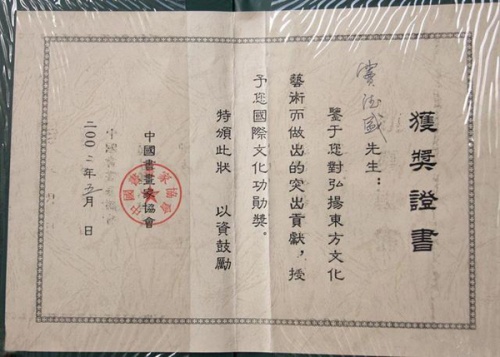 獲獎證書
先生：
鑒于您對弘揚東方文化
藝術而做出的突出貢獻，授
予您國際文化功勛獎。
特頒此狀 以資鼓勵
中國書畫家協會
二00二年五月 日